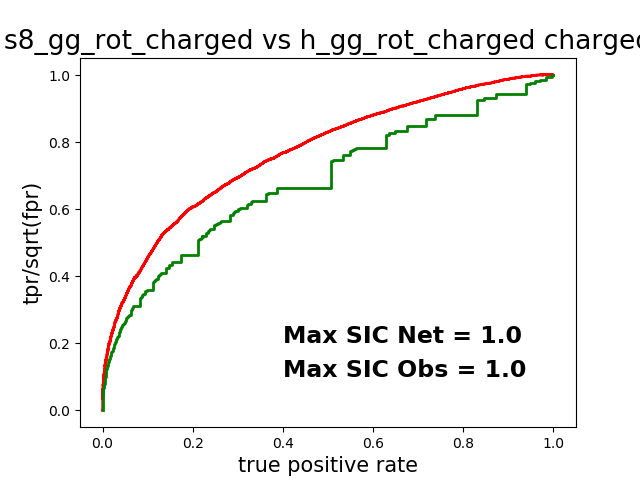 s8_gg_rot_charged vs h_gg_rot_charged charged
1.0
0.8
0.6
0.4
0.2
0.0
tpr/sqrt(fpr)
Max SIC Net = 1.0
Max SIC Obs = 1.0
0.0 0.2 0.4 0.6 0.8 1.0
true positive rate